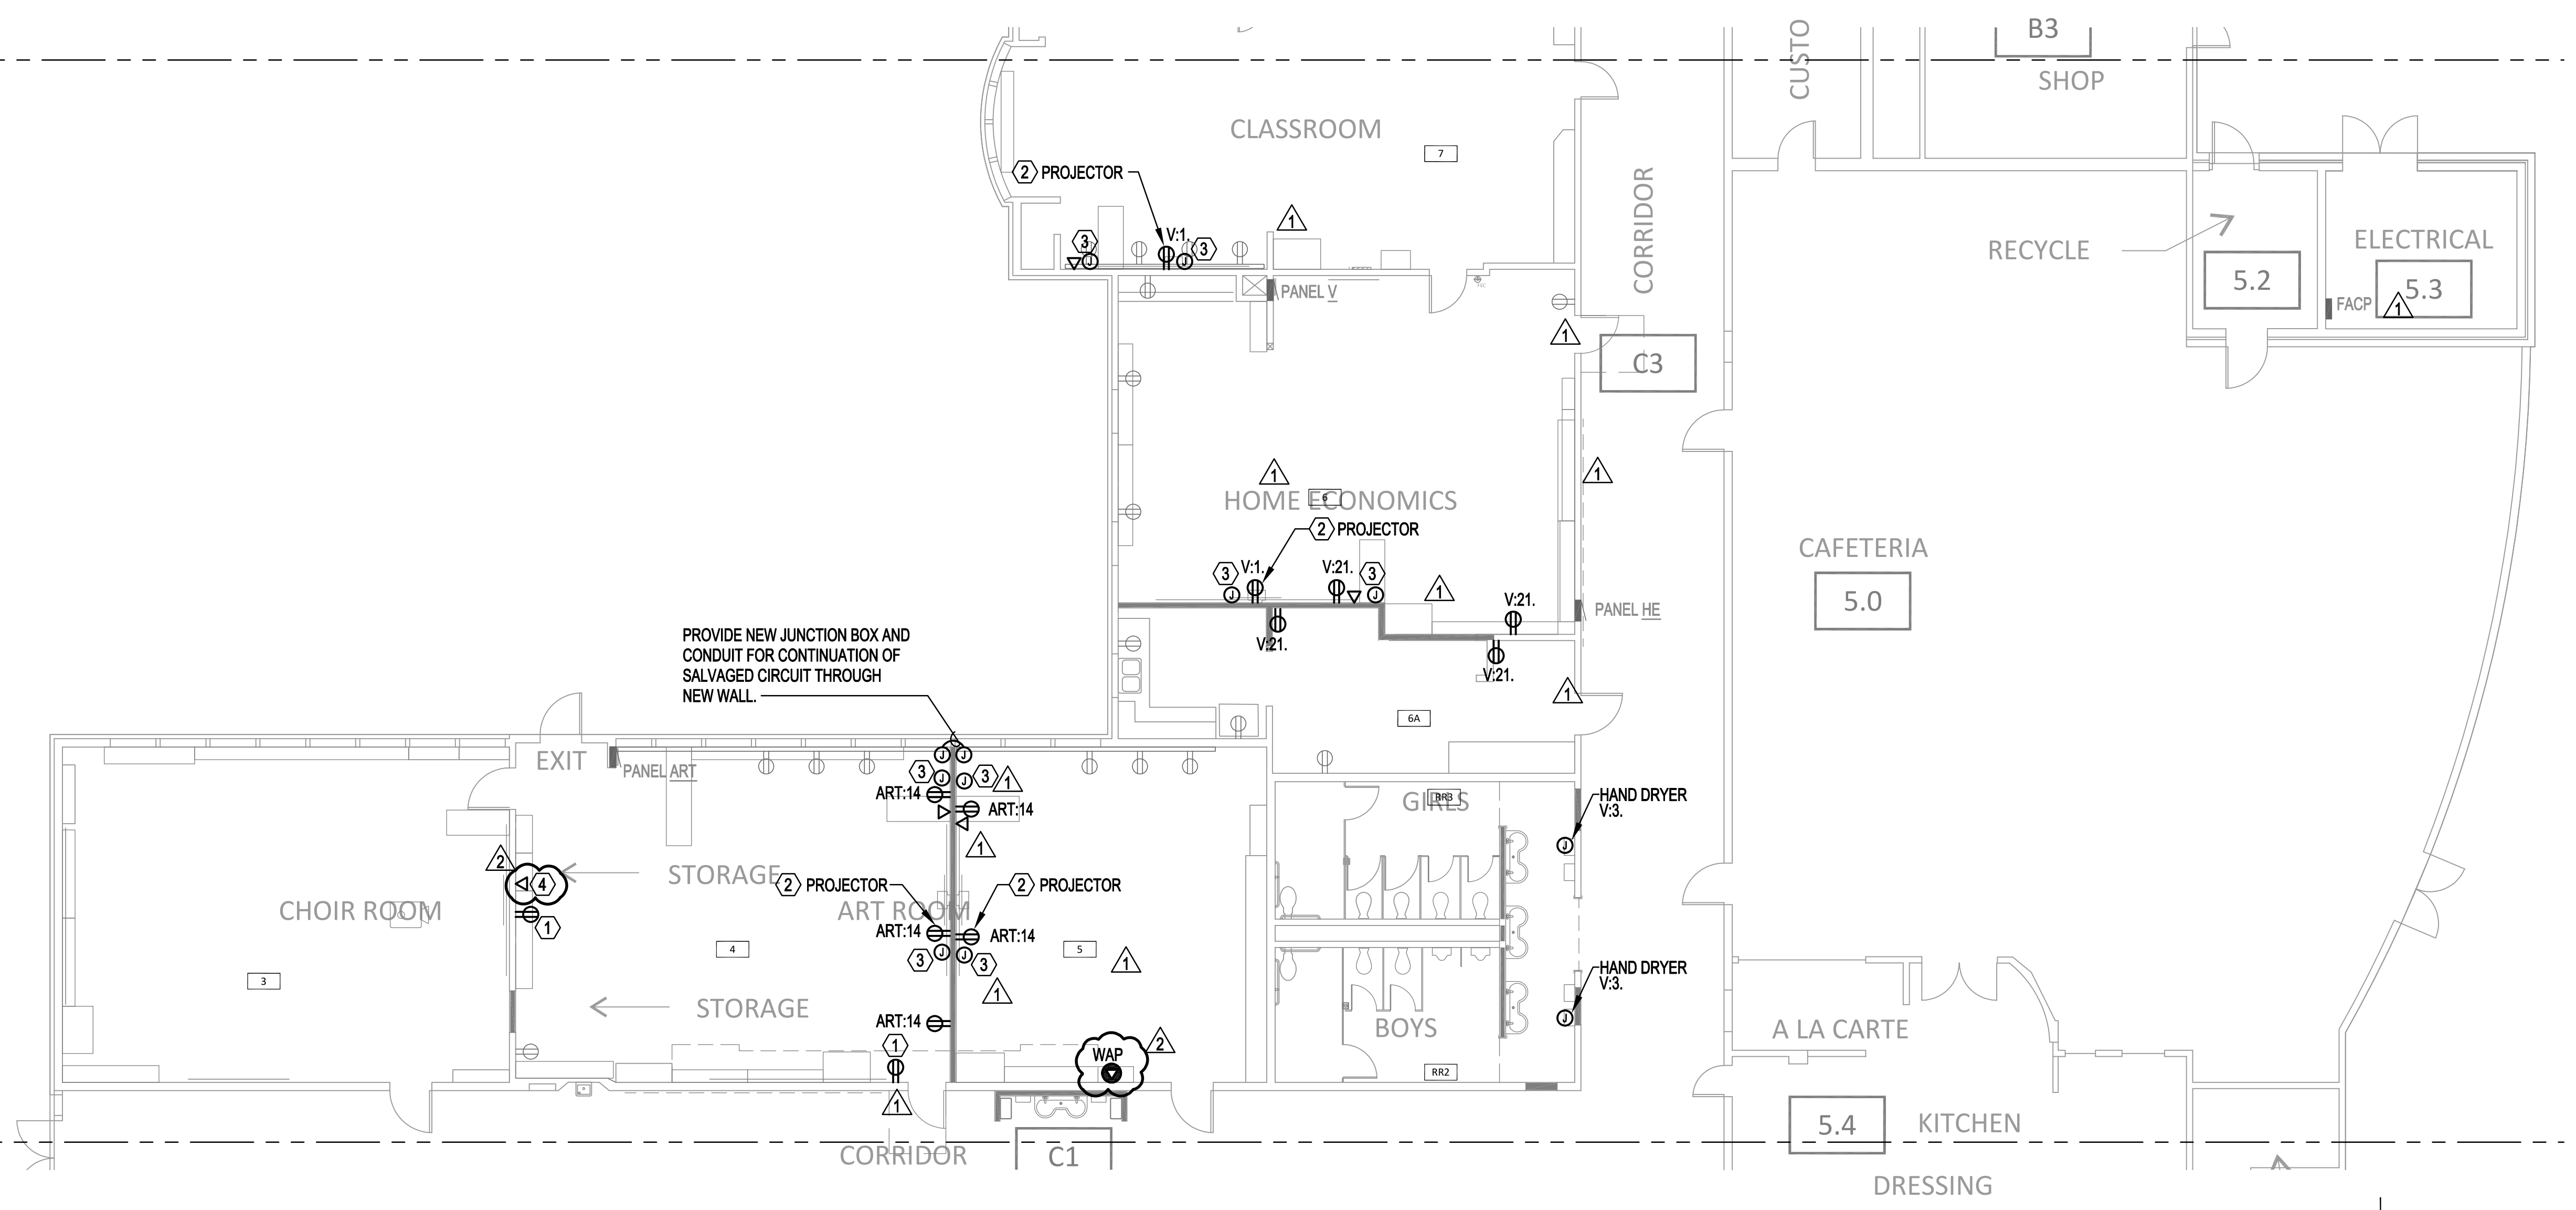 B3
SHOP
CUSTO
CLASSROOM
7
2 PROJECTOR
1
V:1.
3
3
J
J
CORRIDOR
RECYCLE
ELECTRICAL
5.2
5.3
FACP
1
PANEL V
1
C3
1
1
HOME ECONOMICS
6
2 PROJECTOR
3
V:1.
V:21.
3
1
J
J
V:21.
PANEL HE
V:21.
V:21.
1
6A
CAFETERIA
5.0
PROVIDE NEW JUNCTION BOX AND
CONDUIT FOR CONTINUATION OF
SALVAGED CIRCUIT THROUGH
NEW WALL.
EXIT
PANEL ART
J
J
3
J
J
3
1
ART:14
ART:14
1
GIRLS
RR3
HAND DRYER
V:3.
J
2
4
STORAGE
2 PROJECTOR
2 PROJECTOR
CHOIR ROOM
ART ROOM
1
ART:14
ART:14
3
J
J
3
4
5
1
3
1
HAND DRYER
V:3.
J
STORAGE
ART:14
1
BOYS
RR2
WAP
2
1
A LA CARTE
5.4
KITCHEN
CORRIDOR
C1
DRESSING